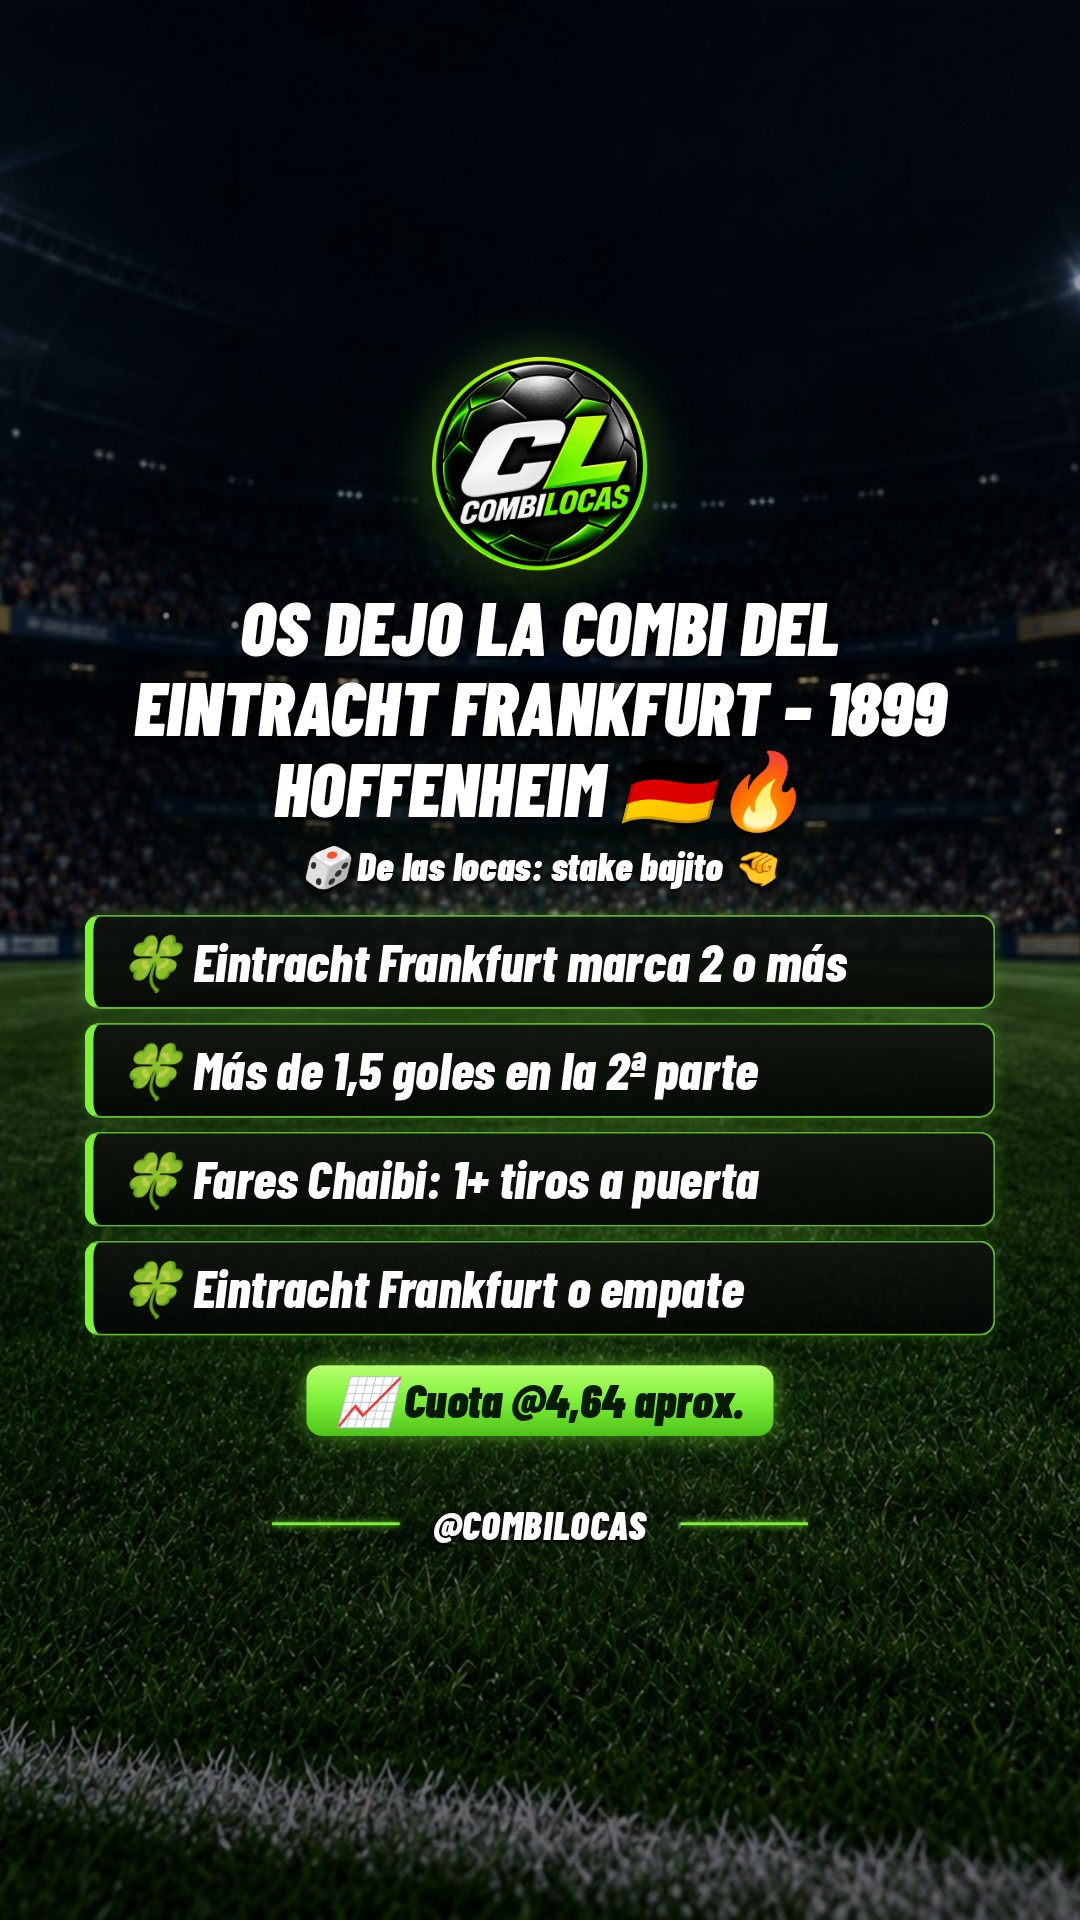 CL
COMBILOCAS
OS DEJO LA COMBI DEL
EINTRACHT FRANKFURT - 1899
HOFFENHEIM 🇩🇪🔥
🎲 De las locas: stake bajito 🤏
🍀 Eintracht Frankfurt marca 2 o más
🍀 Más de 1,5 goles en la 2ª parte
🍀 Fares Chaibi: 1+ tiros a puerta
🍀 Eintracht Frankfurt o empate
📈 Cuota @4,64 aprox.
@COMBILOCAS